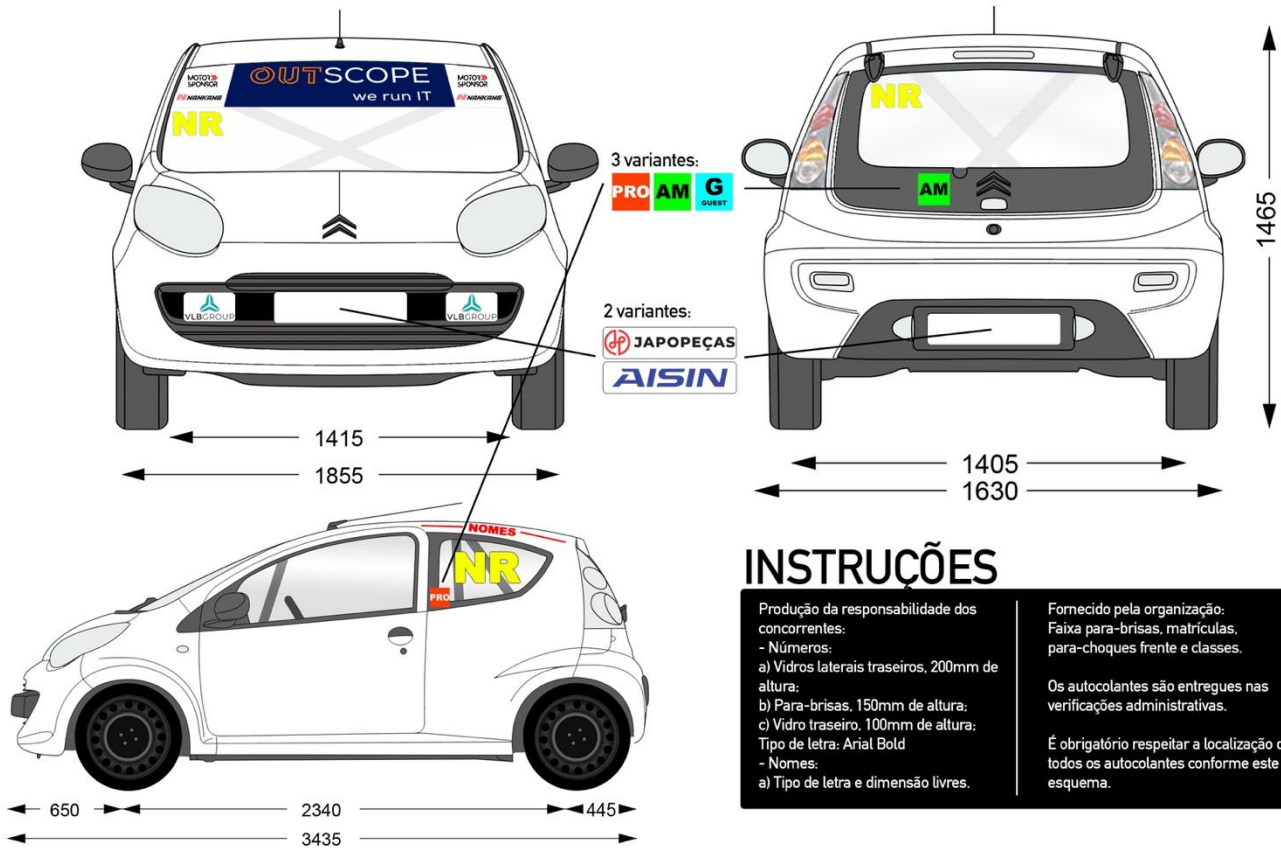 MOTOR
SPONSOR
NANKANG
OUTSCOPE
we run IT
MOTOR
SPONSOR
NANKANG
NR
VLBGROUP
VLBGROUP
1415
1855
3 variantes:
PRO AM G
GUEST
2 variantes:
JAPOPEÇAS
AISIN
NR
AM
1465
1405
1630
NOMES
NR
PRO
650 2340 445
3435
INSTRUÇÕES
Produção da responsabilidade dos
concorrentes:
- Números:
a) Vidros laterais traseiros, 200mm de
altura;
b) Para-brisas, 150mm de altura;
c) Vidro traseiro, 100mm de altura;
Tipo de letra: Arial Bold
- Nomes:
a) Tipo de letra e dimensão livres.
Fornecido pela organização:
Faixa para-brisas, matrículas,
para-choques frente e classes.
Os autocolantes são entregues nas
verificações administrativas.
É obrigatório respeitar a localização
todos os autocolantes conforme este
esquema.